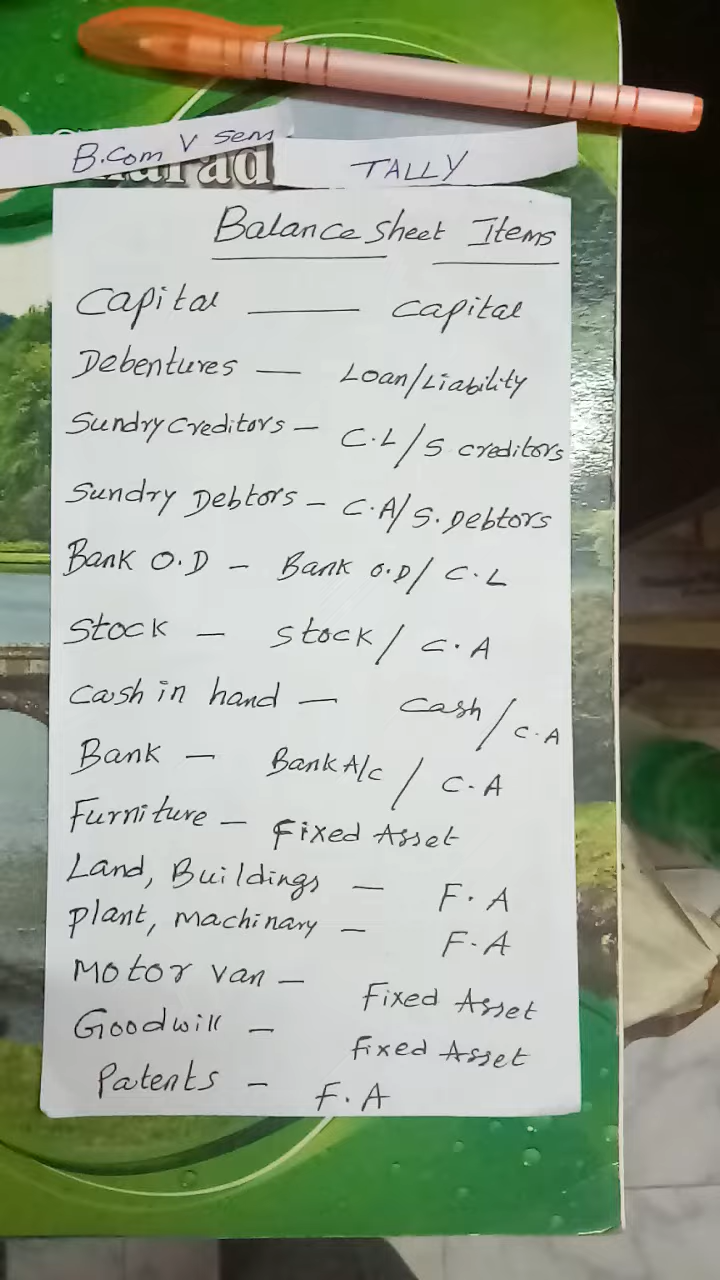 B.Com V Sem
TALLY
Balance Sheet Items
Capital — Capital
Debentures — Loan/Liability
Sundry Creditors — C.L/S. Creditors
Sundry Debtors — C.A/S. Debtors
Bank O.D — Bank O.D/C.L
Stock — Stock/C.A
Cash in hand — Cash/C.A
Bank — Bank A/c/C.A
Furniture — Fixed Asset
Land, Buildings — F.A
Plant, Machinary — F.A
Motor Van — Fixed Asset
Goodwill — Fixed Asset
Patents — F.A